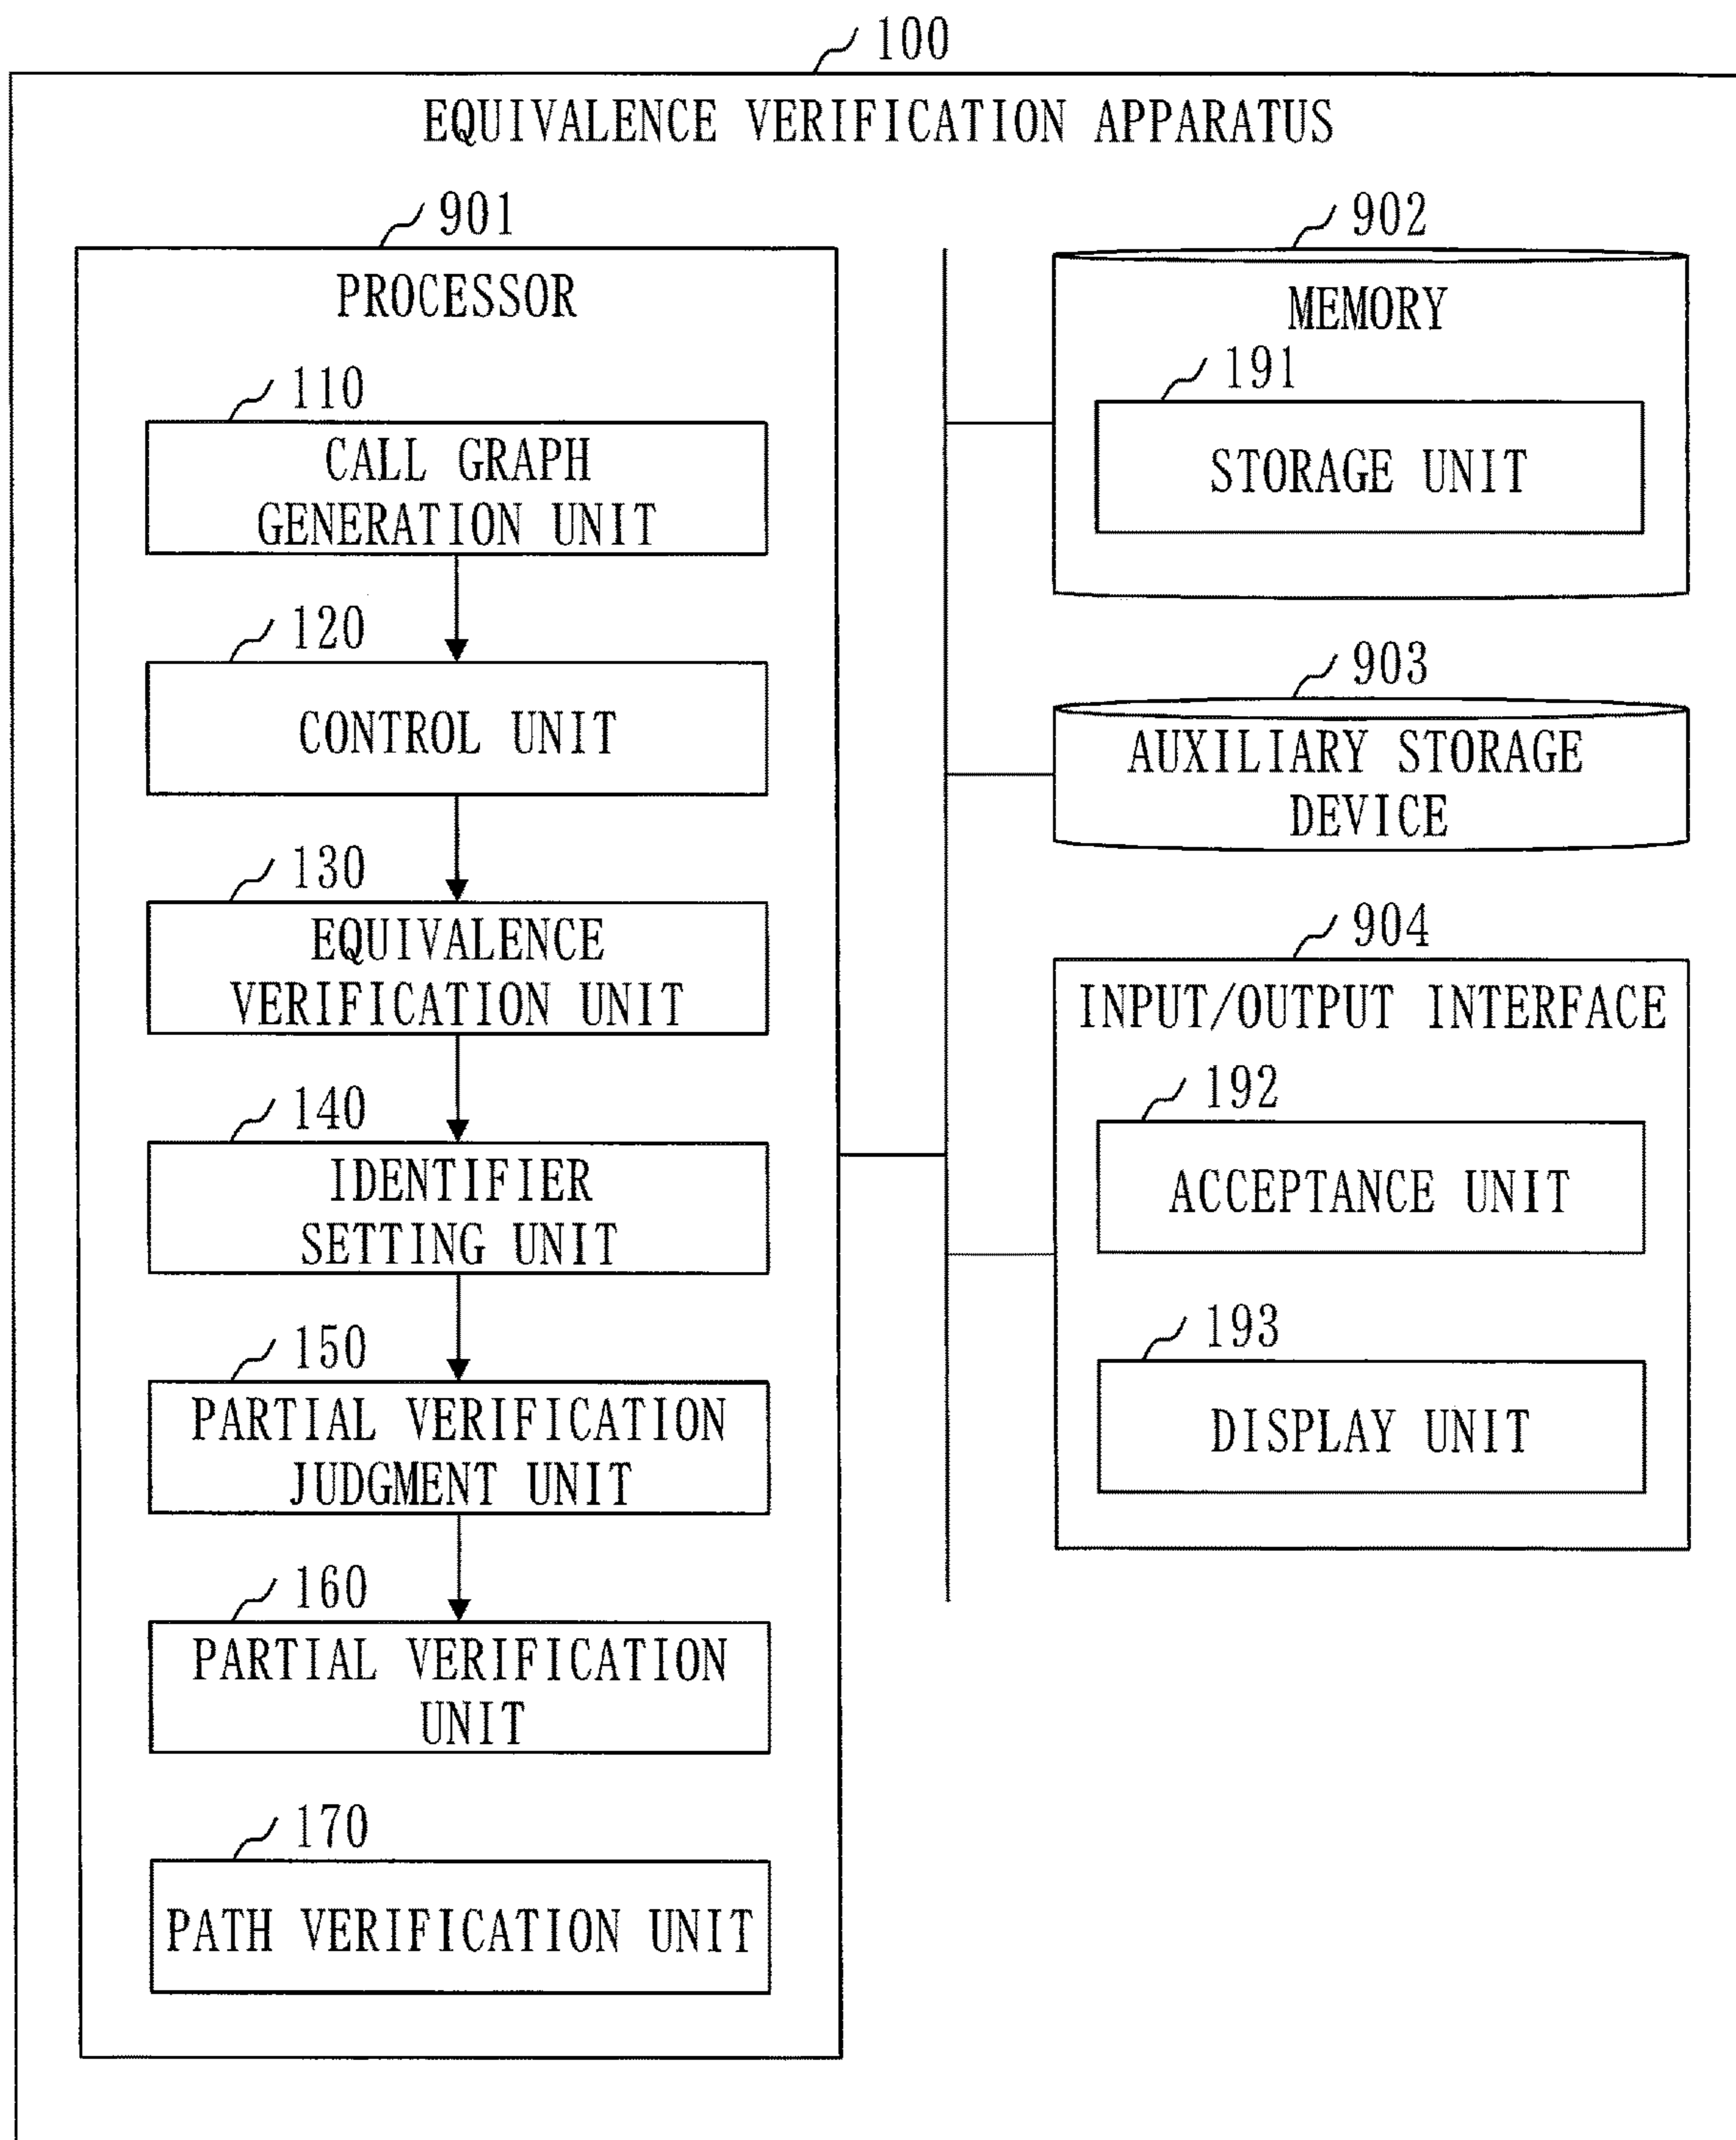 100
EQUIVALENCE VERIFICATION APPARATUS
901
PROCESSOR
110
CALL GRAPH
GENERATION UNIT
120
CONTROL UNIT
130
EQUIVALENCE
VERIFICATION UNIT
140
IDENTIFIER
SETTING UNIT
150
PARTIAL VERIFICATION
JUDGMENT UNIT
160
PARTIAL VERIFICATION
UNIT
170
PATH VERIFICATION UNIT
902
MEMORY
191
STORAGE UNIT
903
AUXILIARY STORAGE
DEVICE
904
INPUT/OUTPUT INTERFACE
192
ACCEPTANCE UNIT
193
DISPLAY UNIT